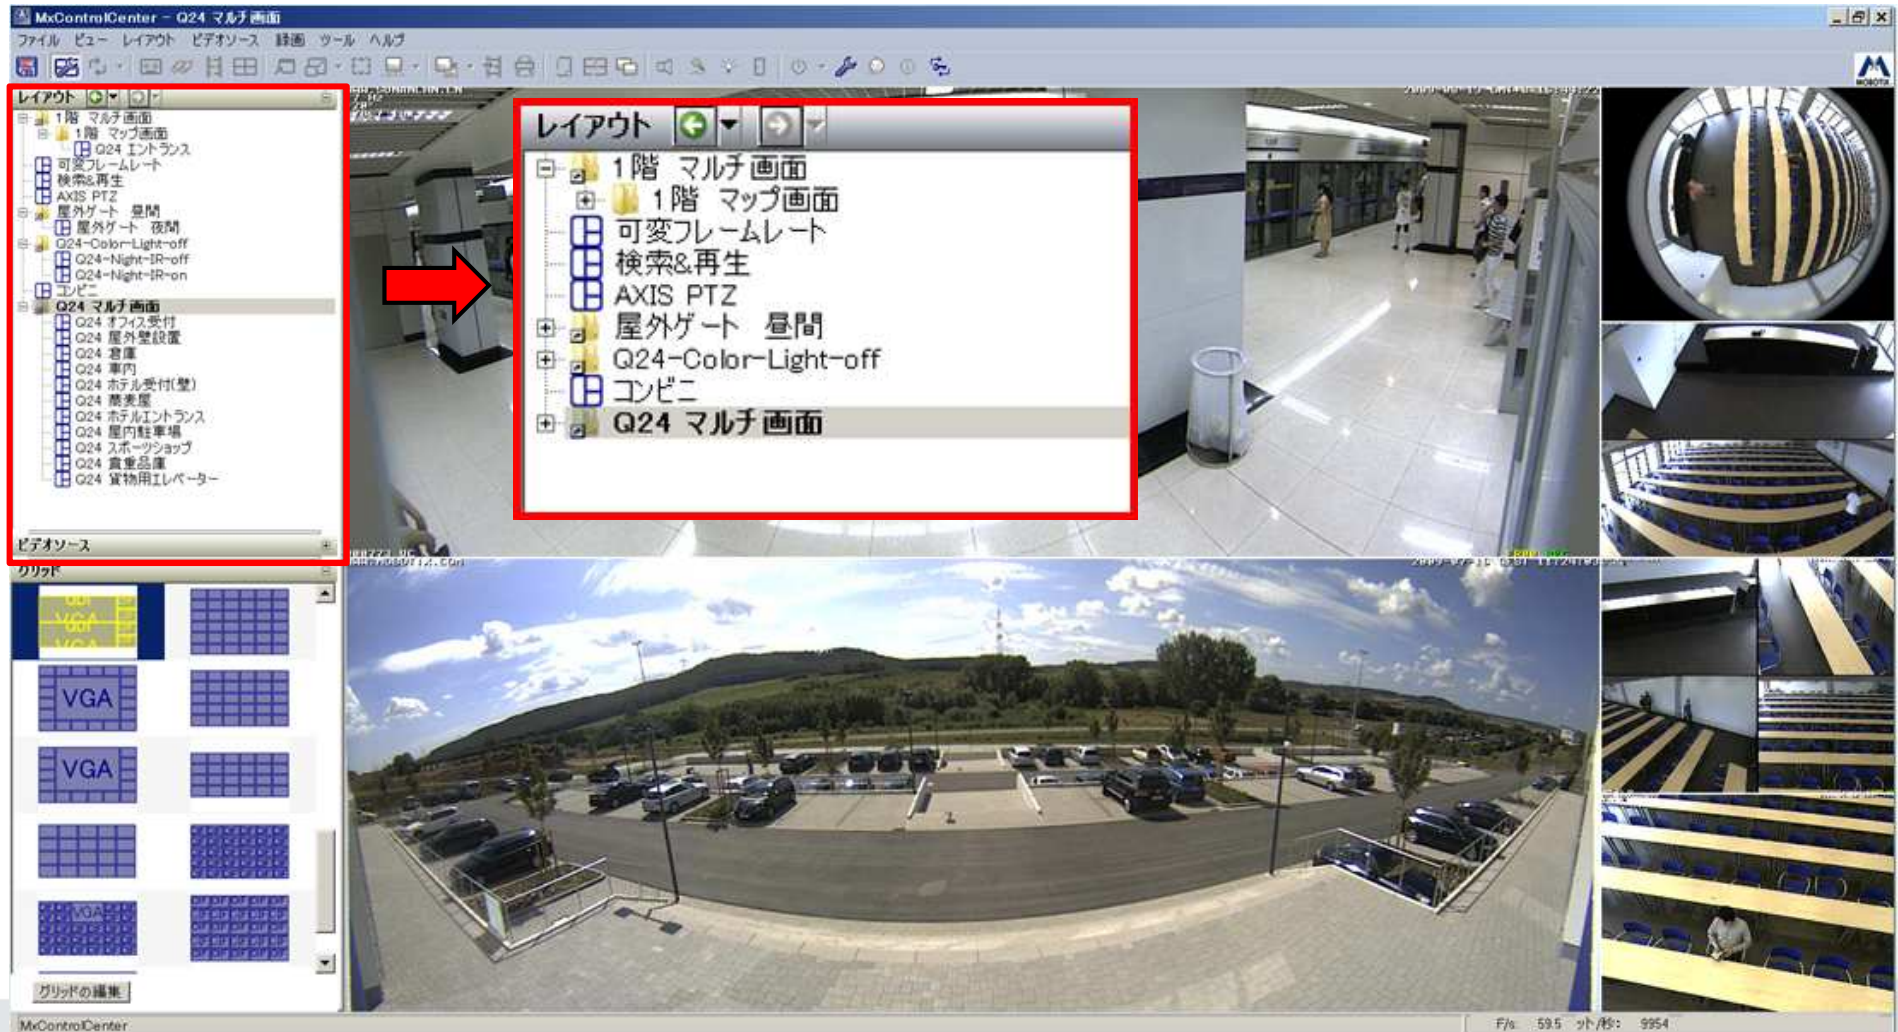 MxControlCenter - Q24 マルチ画面
ファイル ビュー レイアウト ビデオソース 録画 ツール ヘルプ
MOBOTIX
レイアウト
1階 マルチ画面
1階 マップ画面
Q24 エントランス
可変フレームレート
検索&再生
AXIS PTZ
屋外ゲート 昼間
屋外ゲート 夜間
Q24-Color-Light-off
Q24-Night-IR-off
Q24-Night-IR-on
コンビニ
Q24 マルチ画面
Q24 オフィス受付
Q24 屋外壁設置
Q24 倉庫
Q24 車内
Q24 ホテル受付(壁)
Q24 蕎麦屋
Q24 ホテルエントランス
Q24 屋内駐車場
Q24 スポーツショップ
Q24 貴重品庫
Q24 貨物用エレベーター
ビデオソース
レイアウト
1階 マルチ画面
1階 マップ画面
可変フレームレート
検索&再生
AXIS PTZ
屋外ゲート 昼間
Q24-Color-Light-off
コンビニ
Q24 マルチ画面
グリッド
VGA
VGA
VGA
VGA
VGA
グリッドの編集
MxControlCenter
F/s: 59.5 ット/秒: 9954